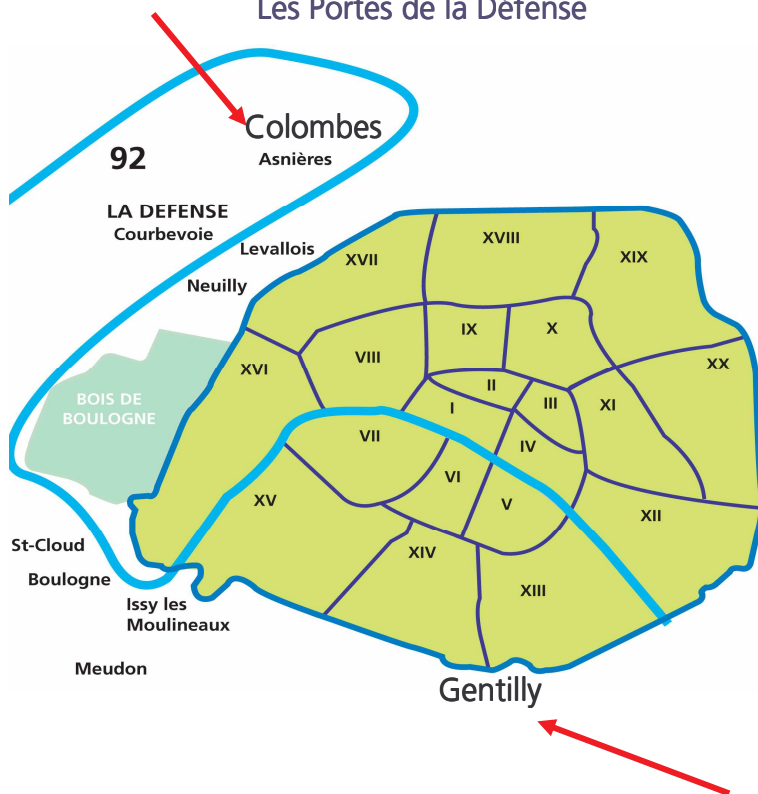 Les Portes de la Défense
Colombes
92
Asnières
LA DEFENSE
Courbevoie
Levallois
Neuilly
XVII
XVIII
XIX
IX
X
VIII
XVI
XX
II
III
XI
I
BOIS DE
BOULOGNE
VII
IV
VI
XV
V
XII
St-Cloud
XIV
Boulogne
XIII
Issy les
Moulineaux
Meudon
Gentilly